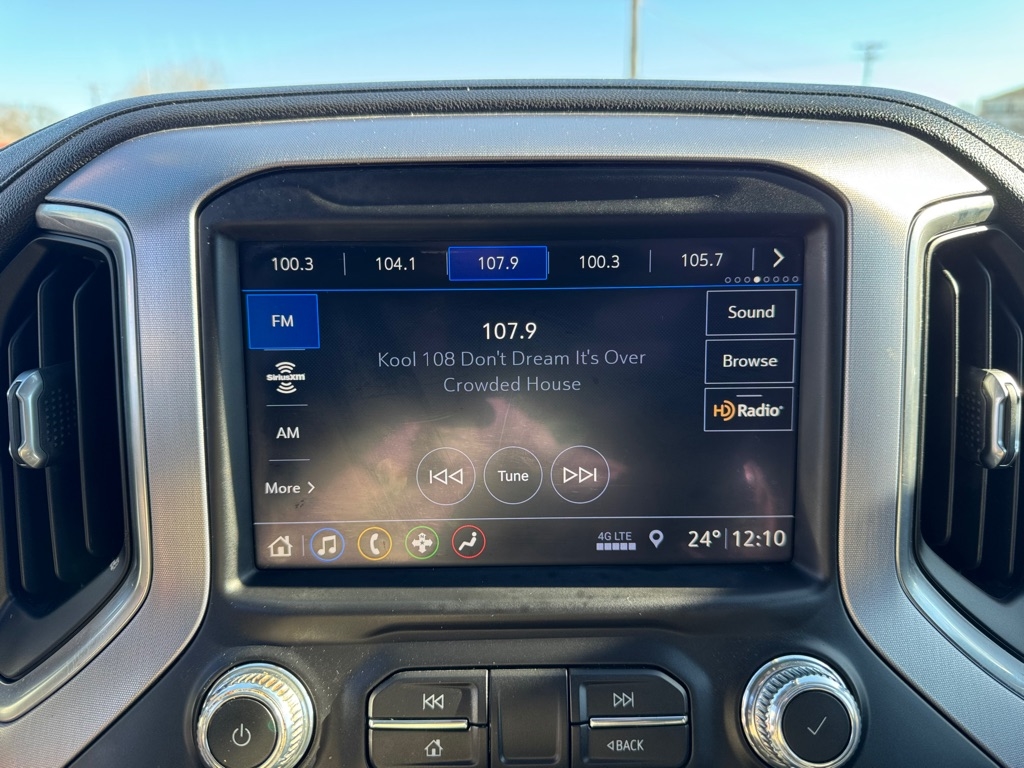 100.3 104.1 107.9 100.3 105.7
FM
107.9
Sound
Kool 108 Don't Dream It's Over
Crowded House
SiriusXM
Browse
HD Radio
AM
Tune
More
4G LTE
24° 12:10
BACK